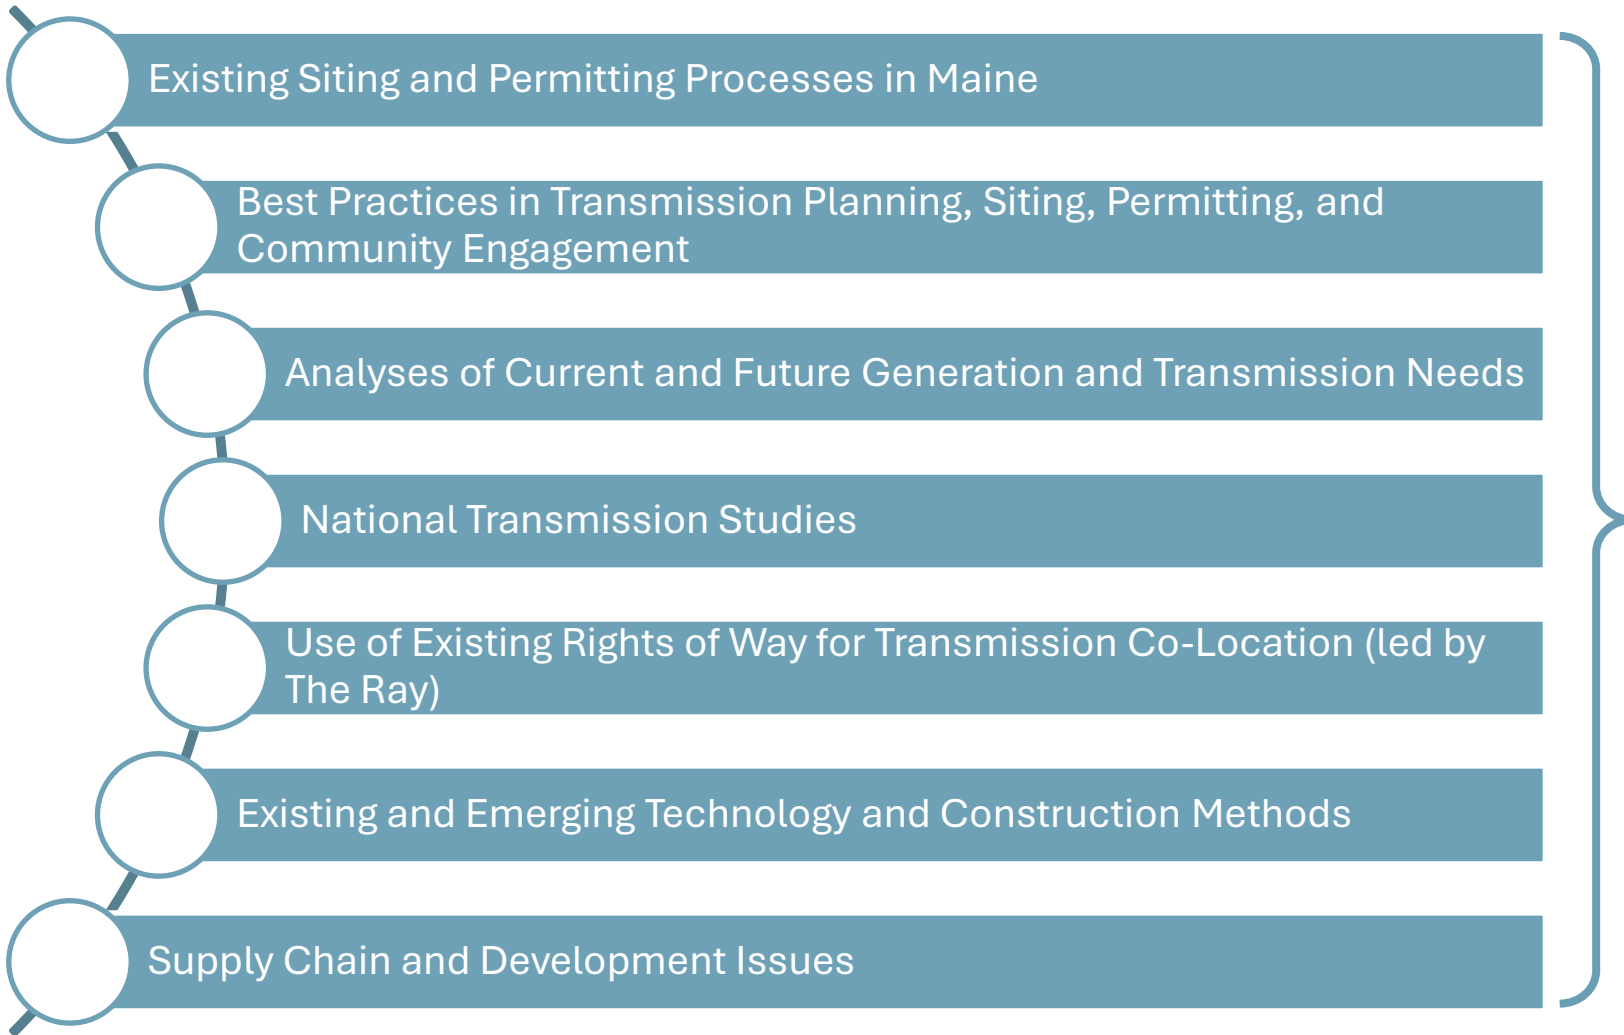 Existing Siting and Permitting Processes in Maine
Best Practices in Transmission Planning, Siting, Permitting, and
Community Engagement
Analyses of Current and Future Generation and Transmission Needs
National Transmission Studies
Use of Existing Rights of Way for Transmission Co-Location (led by
The Ray)
Existing and Emerging Technology and Construction Methods
Supply Chain and Development Issues